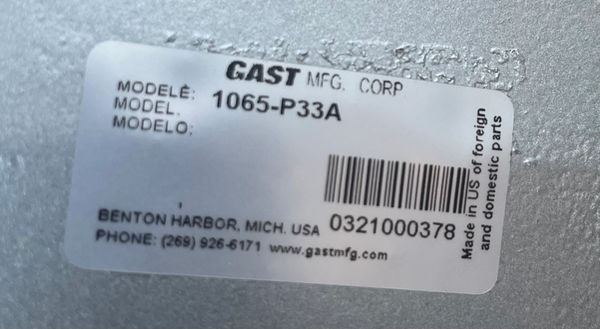 GAST MFG. CORP
MODELÈ:
MODEL. 1065-P33A
MODELO:
BENTON HARBOR, MICH. USA 0321000378
PHONE: (269) 926-6171 www.gastmfg.com
Made in US of foreign
and domestic parts